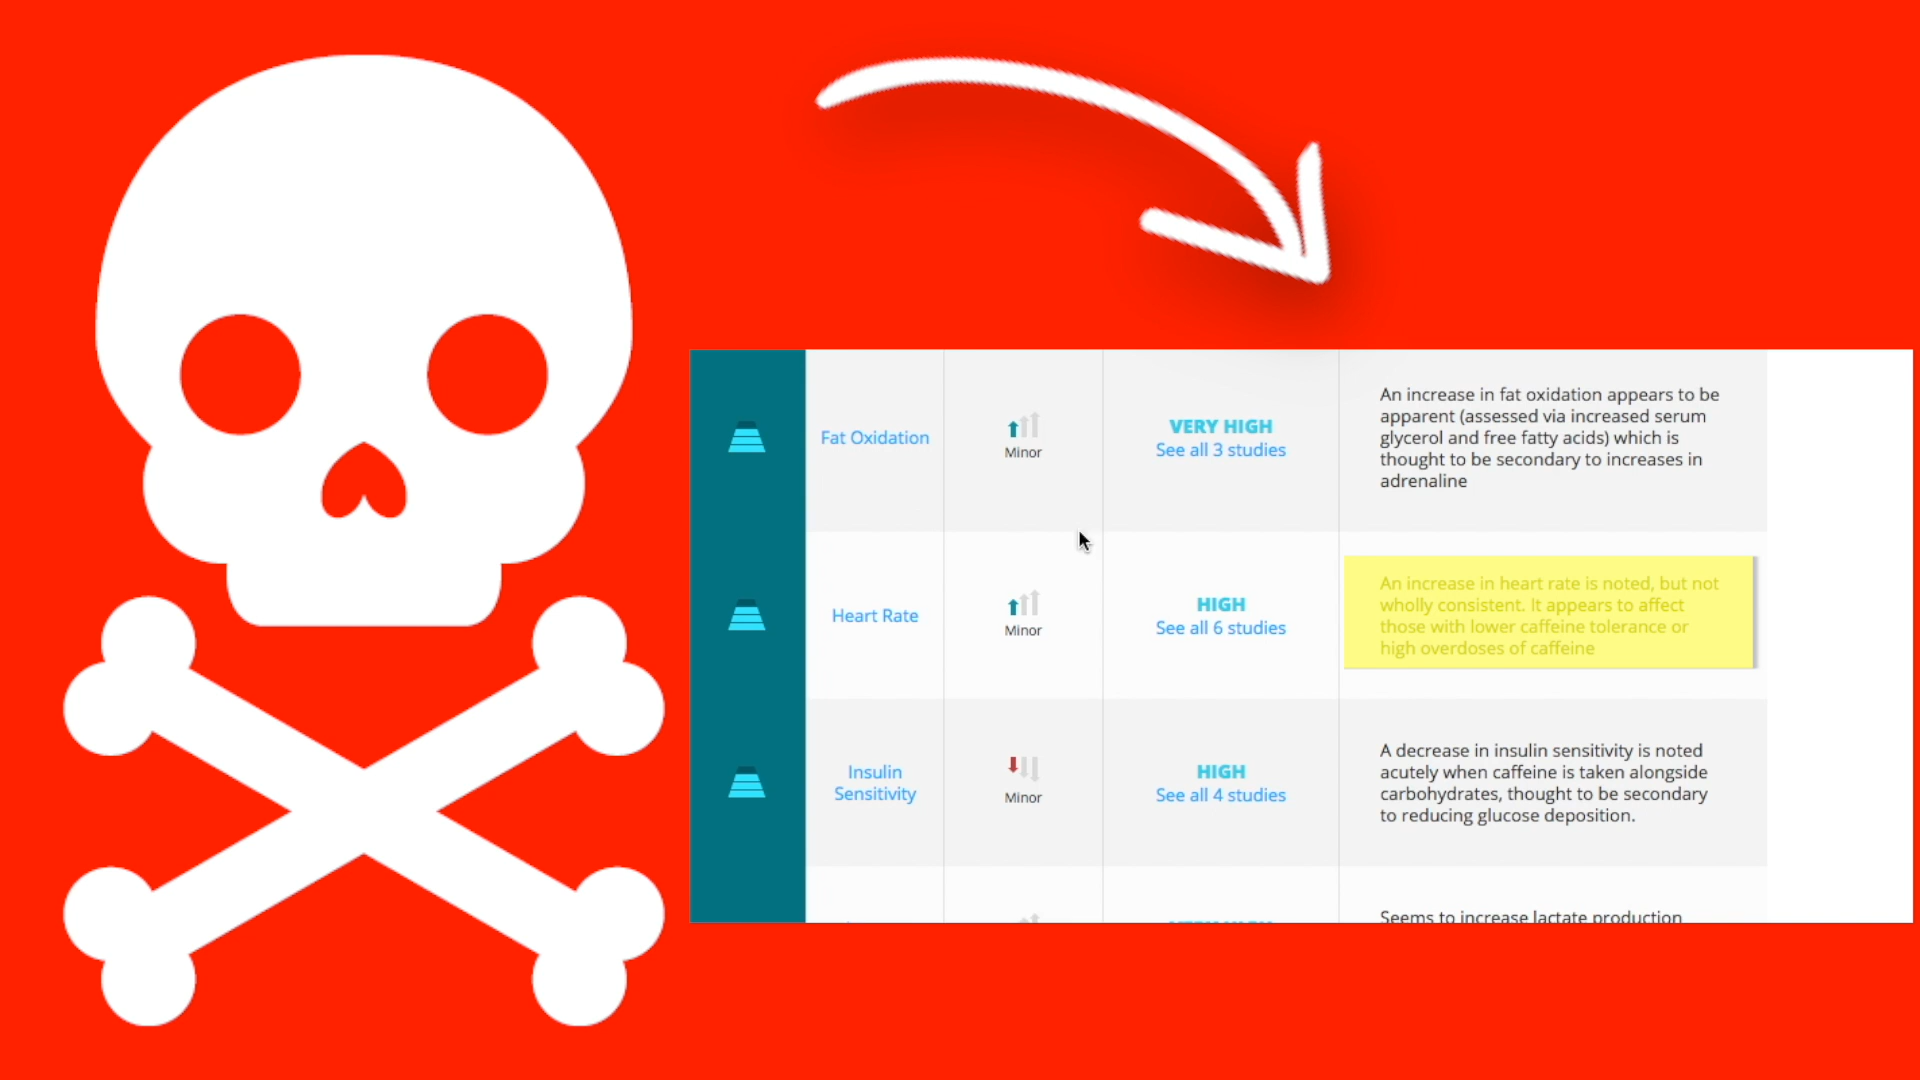 Fat Oxidation
Minor
VERY HIGH
See all 3 studies
An increase in fat oxidation appears to be
apparent (assessed via increased serum
glycerol and free fatty acids) which is
thought to be secondary to increases in
adrenaline
Heart Rate
Minor
HIGH
See all 6 studies
An increase in heart rate is noted, but not
wholly consistent. It appears to affect
those with lower caffeine tolerance or
high overdoses of caffeine
Insulin
Sensitivity
Minor
HIGH
See all 4 studies
A decrease in insulin sensitivity is noted
acutely when caffeine is taken alongside
carbohydrates, thought to be secondary
to reducing glucose deposition.
Seems to increase lactate production